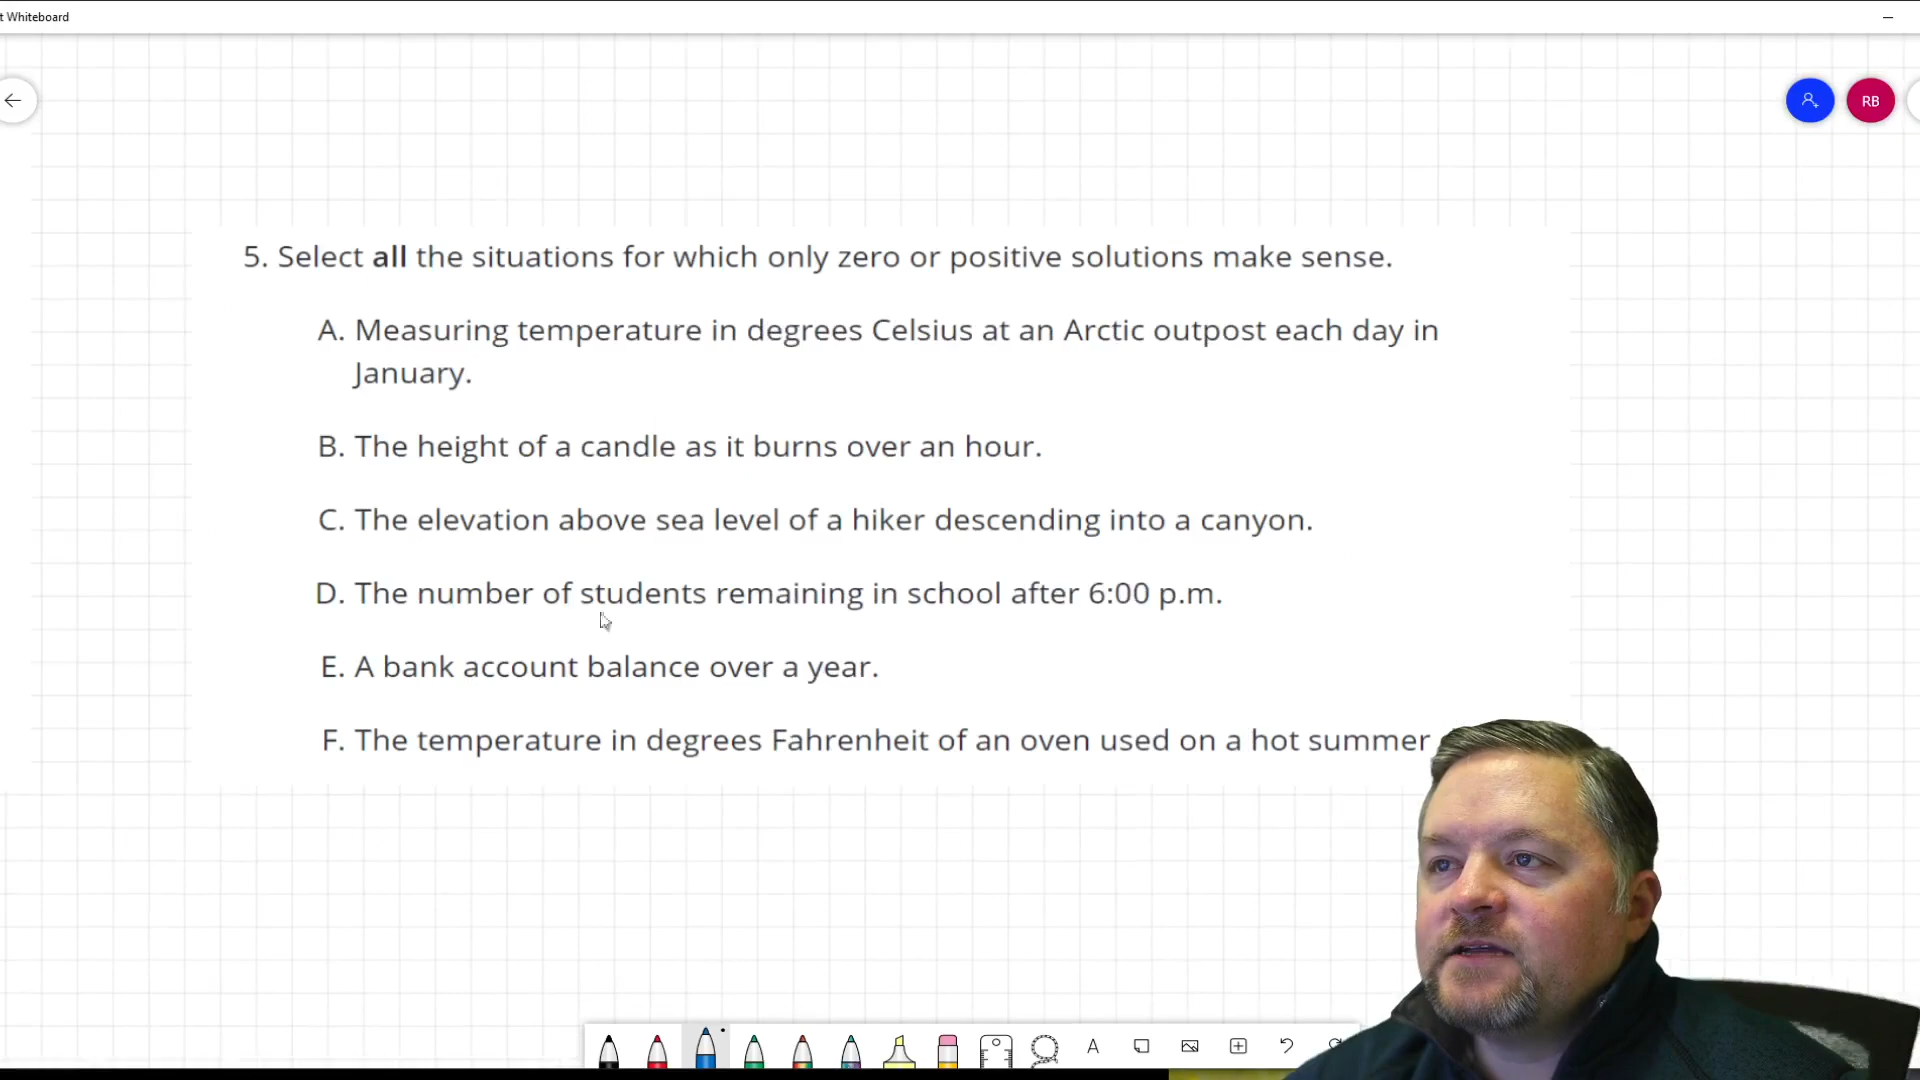 t Whiteboard
RB
5. Select all the situations for which only zero or positive solutions make sense.
A. Measuring temperature in degrees Celsius at an Arctic outpost each day in
January.
B. The height of a candle as it burns over an hour.
C. The elevation above sea level of a hiker descending into a canyon.
D. The number of students remaining in school after 6:00 p.m.
E. A bank account balance over a year.
F. The temperature in degrees Fahrenheit of an oven used on a hot summer
A